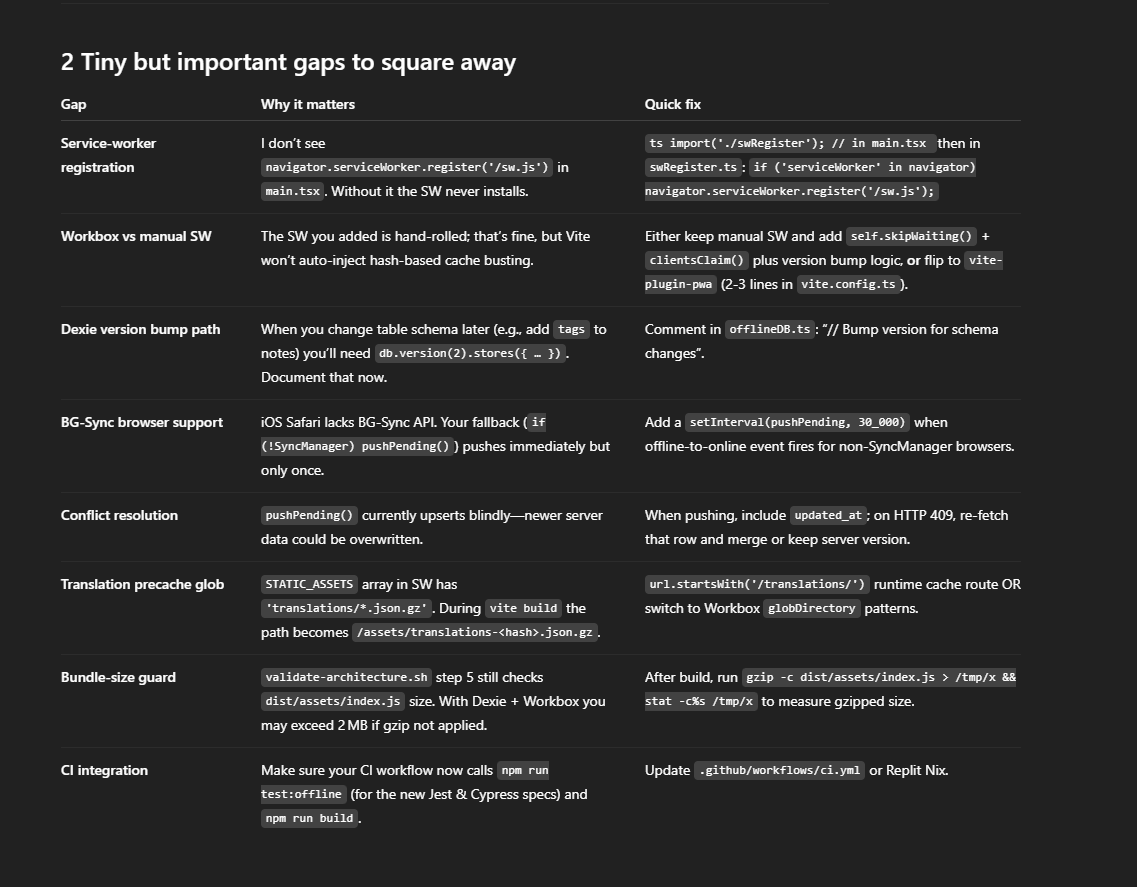 2 Tiny but important gaps to square away
Gap Why it matters Quick fix
Service-worker registration
I don’t see navigator.serviceWorker.register('/sw.js') in main.tsx. Without it the SW never installs.
ts import('./swRegister'); // in main.tsx then in swRegister.ts: if ('serviceWorker' in navigator) navigator.serviceWorker.register('/sw.js');
Workbox vs manual SW
The SW you added is hand-rolled; that’s fine, but Vite won’t auto-inject hash-based cache busting.
Either keep manual SW and add self.skipWaiting() + clientsClaim() plus version bump logic, or flip to vite-plugin-pwa (2-3 lines in vite.config.ts).
Dexie version bump path
When you change table schema later (e.g., add tags to notes) you’ll need db.version(2).stores({ … }). Document that now.
Comment in offlineDB.ts: “// Bump version for schema changes”.
BG-Sync browser support
iOS Safari lacks BG-Sync API. Your fallback (if (!SyncManager) pushPending()) pushes immediately but only once.
Add a setInterval(pushPending, 30_000) when offline-to-online event fires for non-SyncManager browsers.
Conflict resolution
pushPending() currently upserts blindly—newer server data could be overwritten.
When pushing, include updated_at; on HTTP 409, re-fetch that row and merge or keep server version.
Translation precache glob
STATIC_ASSETS array in SW has 'translations/*.json.gz'. During vite build the path becomes /assets/translations-<hash>.json.gz.
url.startsWith('/translations/') runtime cache route OR switch to Workbox globDirectory patterns.
Bundle-size guard
validate-architecture.sh step 5 still checks dist/assets/index.js size. With Dexie + Workbox you may exceed 2 MB if gzip not applied.
After build, run gzip -c dist/assets/index.js > /tmp/x && stat -c%s /tmp/x to measure gzipped size.
CI integration
Make sure your CI workflow now calls npm run test:offline (for the new Jest & Cypress specs) and npm run build.
Update .github/workflows/ci.yml or Replit Nix.